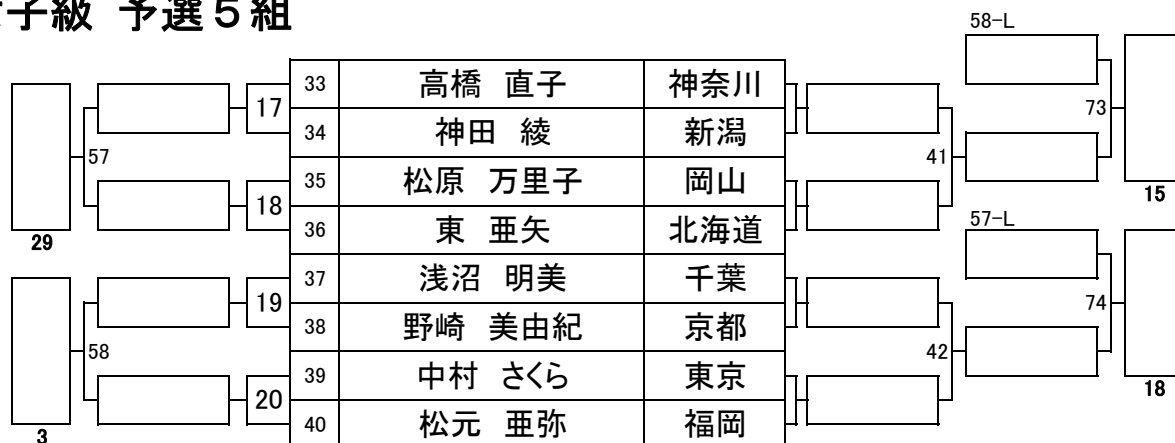 子級 予選５組
58-L
33 高橋 直子 神奈川
17
73
34 神田 綾 新潟
57
41
35 松原 万里子 岡山
18
15
36 東 亜矢 北海道
29
57-L
37 浅沼 明美 千葉
19
74
38 野崎 美由紀 京都
58
42
39 中村 さくら 東京
20
18
40 松元 亜弥 福岡
3